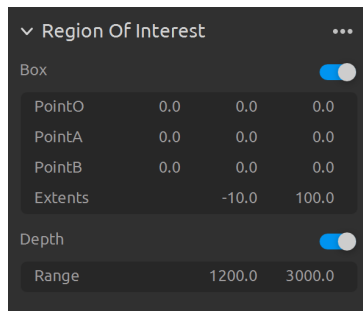 Region Of Interest
Box
PointO 0.0 0.0 0.0
PointA 0.0 0.0 0.0
PointB 0.0 0.0 0.0
Extents -10.0 100.0
Depth
Range 1200.0 3000.0